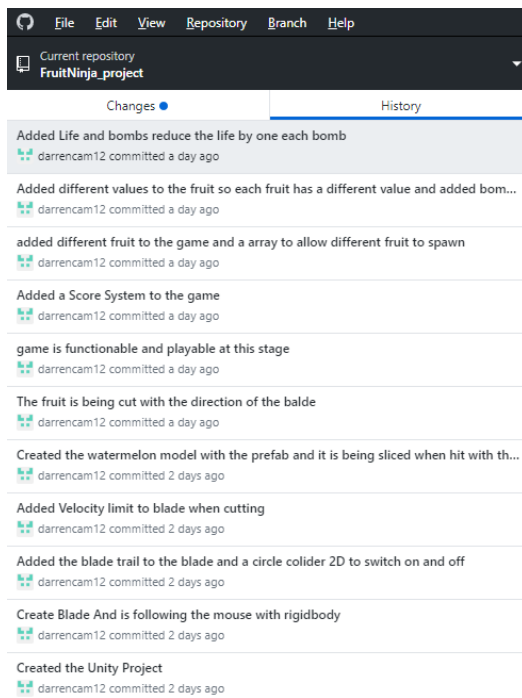 File Edit View Repository Branch Help
Current repository
FruitNinja_project
Changes History
Added Life and bombs reduce the life by one each bomb
darrencam12 committed a day ago
Added different values to the fruit so each fruit has a different value and added bom...
darrencam12 committed a day ago
added different fruit to the game and a array to allow different fruit to spawn
darrencam12 committed a day ago
Added a Score System to the game
darrencam12 committed a day ago
game is functionable and playable at this stage
darrencam12 committed a day ago
The fruit is being cut with the direction of the balde
darrencam12 committed a day ago
Created the watermelon model with the prefab and it is being sliced when hit with th...
darrencam12 committed 2 days ago
Added Velocity limit to blade when cutting
darrencam12 committed 2 days ago
Added the blade trail to the blade and a circle colider 2D to switch on and off
darrencam12 committed 2 days ago
Create Blade And is following the mouse with rigidbody
darrencam12 committed 2 days ago
Created the Unity Project
darrencam12 committed 2 days ago